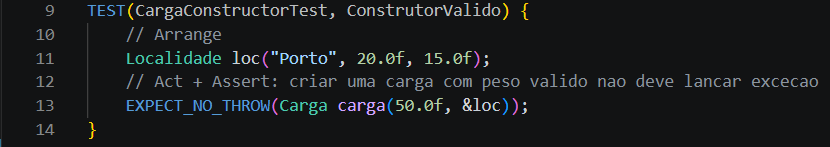 9 TEST(CargaConstructorTest, ConstrutorValido) {
10 // Arrange
11 Localidade loc("Porto", 20.0f, 15.0f);
12 // Act + Assert: criar uma carga com peso valido nao deve lancar excecao
13 EXPECT_NO_THROW(Carga carga(50.0f, &loc));
14 }